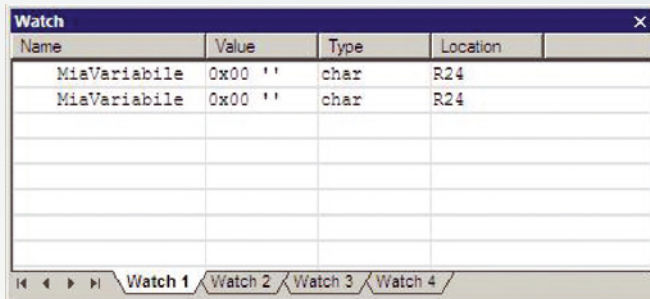 Watch
Name Value Type Location
MiaVariabile 0x00 '' char R24
MiaVariabile 0x00 '' char R24
Watch 1 Watch 2 Watch 3 Watch 4